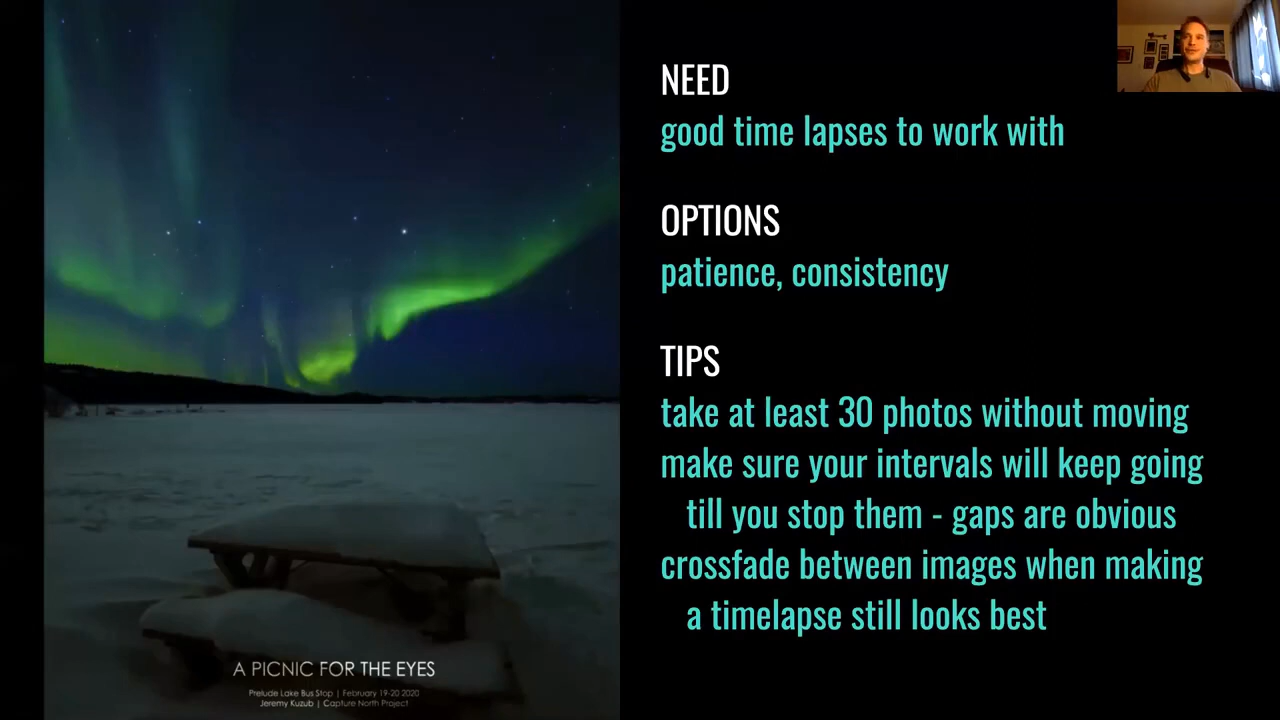 NEED
good time lapses to work with
OPTIONS
patience, consistency
TIPS
take at least 30 photos without moving
make sure your intervals will keep going
till you stop them - gaps are obvious
crossfade between images when making
a timelapse still looks best
A PICNIC FOR THE EYES
Prelude Lake Bus Stop | February 19-20 2020
Jeremy Kuzub | Capture North Project